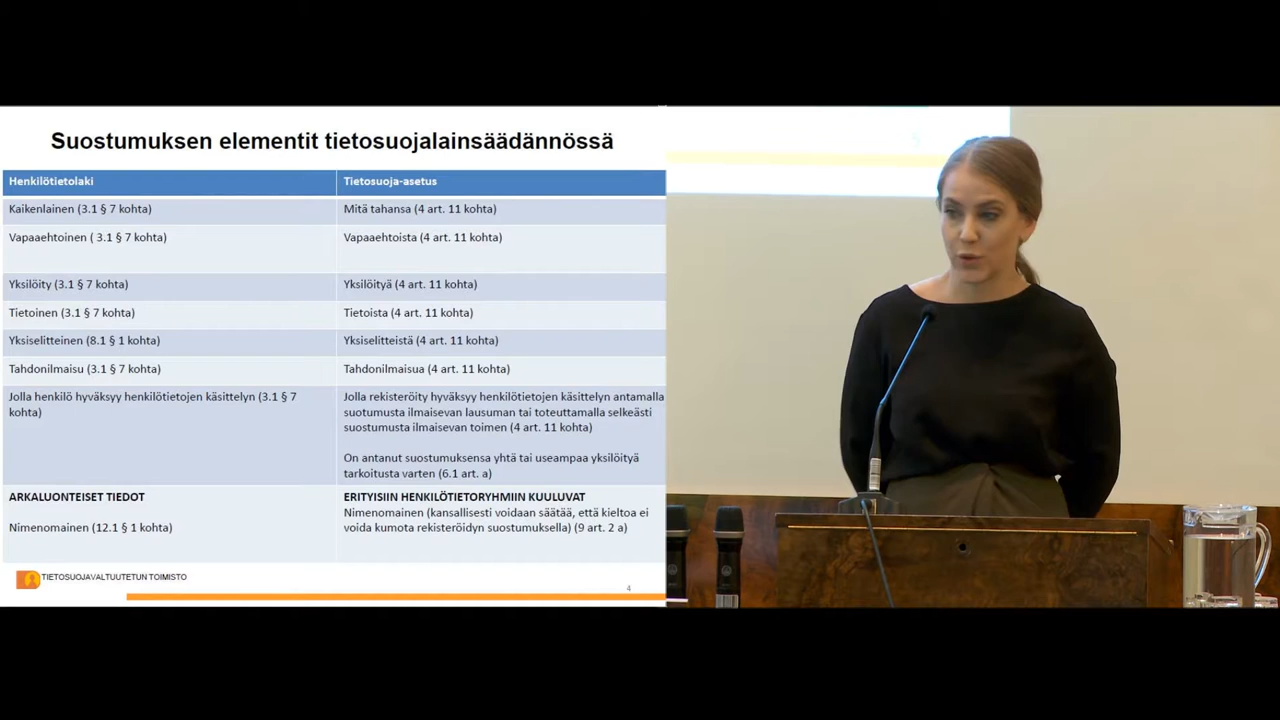 Suostumuksen elementit tietosuojalainsäädännössä
Henkilötietolaki
Tietosuoja-asetus
Kaikenlainen (3.1 § 7 kohta)
Mitä tahansa (4 art. 11 kohta)
Vapaaehtoinen ( 3.1 § 7 kohta)
Vapaaehtoista (4 art. 11 kohta)
Yksilöity (3.1 § 7 kohta)
Yksilöityä (4 art. 11 kohta)
Tietoinen (3.1 § 7 kohta)
Tietoista (4 art. 11 kohta)
Yksiselitteinen (8.1 § 1 kohta)
Yksiselitteistä (4 art. 11 kohta)
Tahdonilmaisu (3.1 § 7 kohta)
Tahdonilmaisua (4 art. 11 kohta)
Jolla henkilö hyväksyy henkilötietojen käsittelyn (3.1 § 7
kohta)
Jolla rekisteröity hyväksyy henkilötietojen käsittelyn antamalla
suotumusta ilmaisevan lausuman tai toteuttamalla selkeästi
suostumusta ilmaisevan toimen (4 art. 11 kohta)
On antanut suostumuksensa yhtä tai useampaa yksilöityä
tarkoitusta varten (6.1 art. a)
ARKALUONTEISET TIEDOT
Nimenomainen (12.1 § 1 kohta)
ERITYISIIN HENKILÖTIETORYHMIIN KUULUVAT
Nimenomainen (kansallisesti voidaan säätää, että kieltoa ei
voida kumota rekisteröidyn suostumuksella) (9 art. 2 a)
TIETOSUOJAVALTUUTETUN TOIMISTO
4